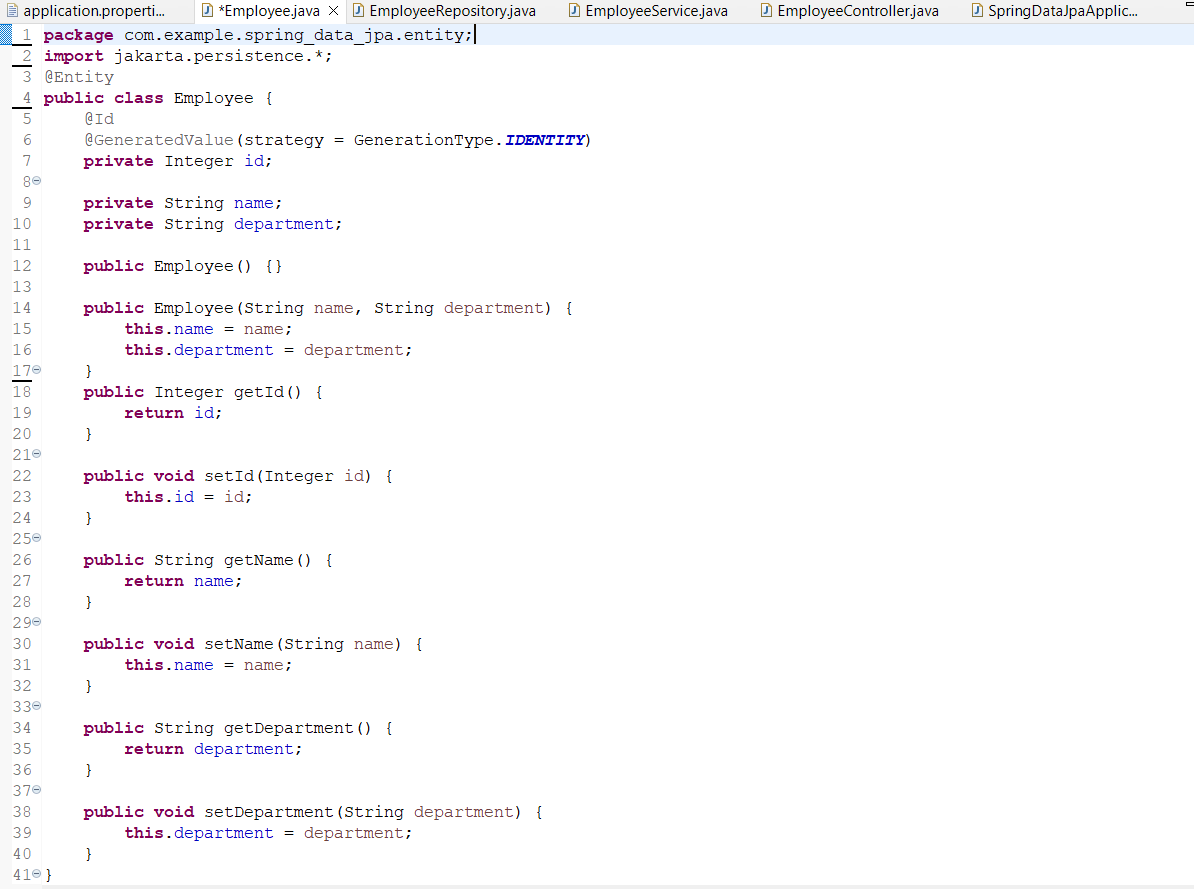 application.properti... *Employee.java EmployeeRepository.java EmployeeService.java EmployeeController.java SpringDataJpaApplic...
1 package com.example.spring_data_jpa.entity;
2 import jakarta.persistence.*;
3 @Entity
4 public class Employee {
5 @Id
6 @GeneratedValue(strategy = GenerationType.IDENTITY)
7 private Integer id;
8
9 private String name;
10 private String department;
11
12 public Employee() {}
13
14 public Employee(String name, String department) {
15 this.name = name;
16 this.department = department;
17 }
18 public Integer getId() {
19 return id;
20 }
21
22 public void setId(Integer id) {
23 this.id = id;
24 }
25
26 public String getName() {
27 return name;
28 }
29
30 public void setName(String name) {
31 this.name = name;
32 }
33
34 public String getDepartment() {
35 return department;
36 }
37
38 public void setDepartment(String department) {
39 this.department = department;
40 }
41 }